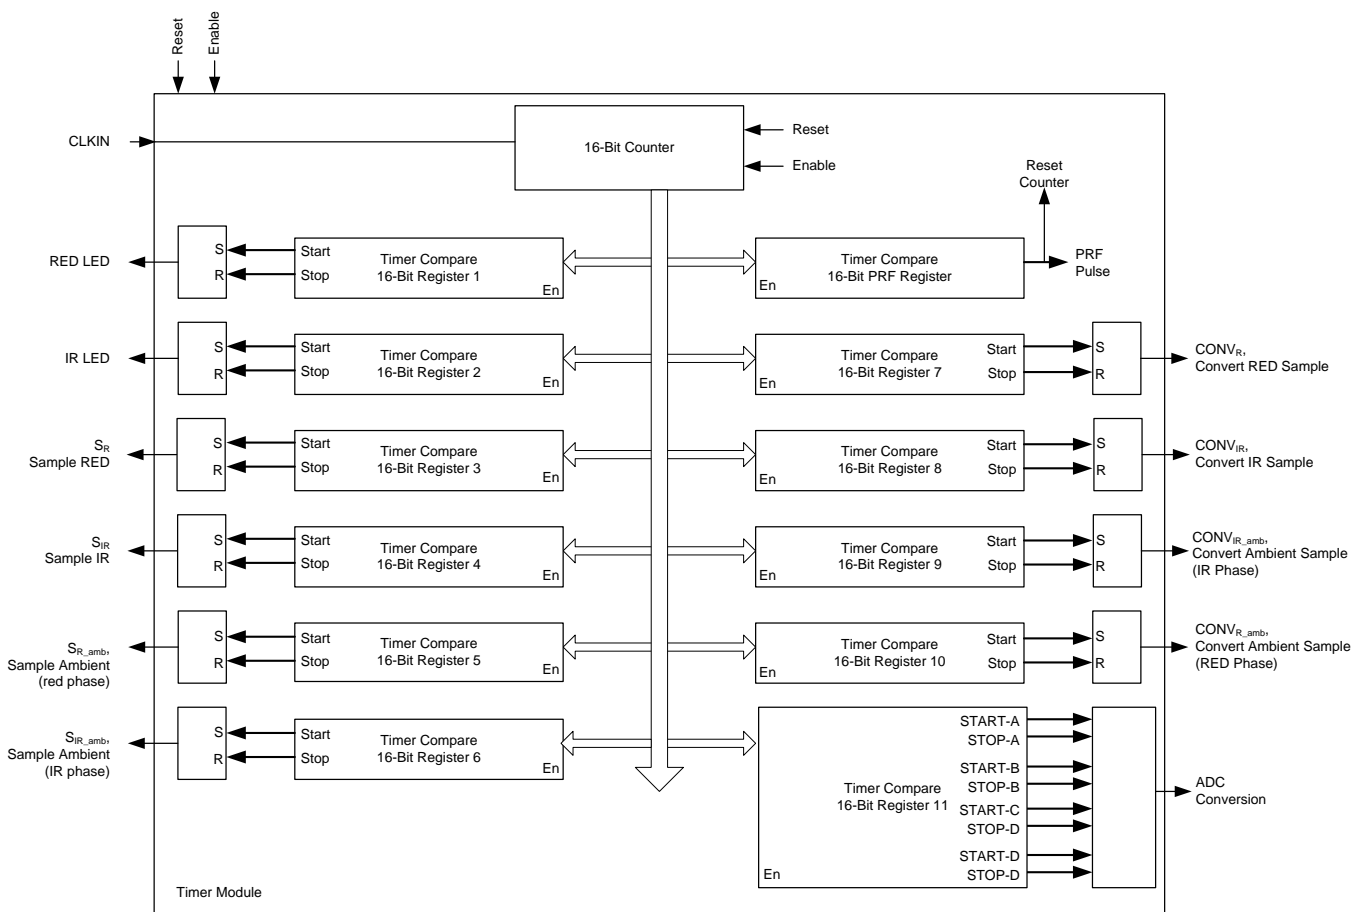 Reset
Enable
CLKIN
16-Bit Counter
Reset
Enable
Reset
Counter
RED LED
S
R
Start
Stop
Timer Compare
16-Bit Register 1
En
Timer Compare
16-Bit PRF Register
En
PRF
Pulse
IR LED
S
R
Start
Stop
Timer Compare
16-Bit Register 2
En
Timer Compare
16-Bit Register 7
En
Start
Stop
S
R
CONVR,
Convert RED Sample
SR
Sample RED
S
R
Start
Stop
Timer Compare
16-Bit Register 3
En
Timer Compare
16-Bit Register 8
En
Start
Stop
S
R
CONVIR,
Convert IR Sample
SIR
Sample IR
S
R
Start
Stop
Timer Compare
16-Bit Register 4
En
Timer Compare
16-Bit Register 9
En
Start
Stop
S
R
CONVIR_amb,
Convert Ambient Sample
(IR Phase)
SR_amb,
Sample Ambient
(red phase)
S
R
Start
Stop
Timer Compare
16-Bit Register 5
En
Timer Compare
16-Bit Register 10
En
Start
Stop
S
R
CONVR_amb,
Convert Ambient Sample
(RED Phase)
SIR_amb,
Sample Ambient
(IR phase)
S
R
Start
Stop
Timer Compare
16-Bit Register 6
En
Timer Compare
16-Bit Register 11
En
START-A
STOP-A
START-B
STOP-B
START-C
STOP-D
START-D
STOP-D
ADC
Conversion
Timer Module